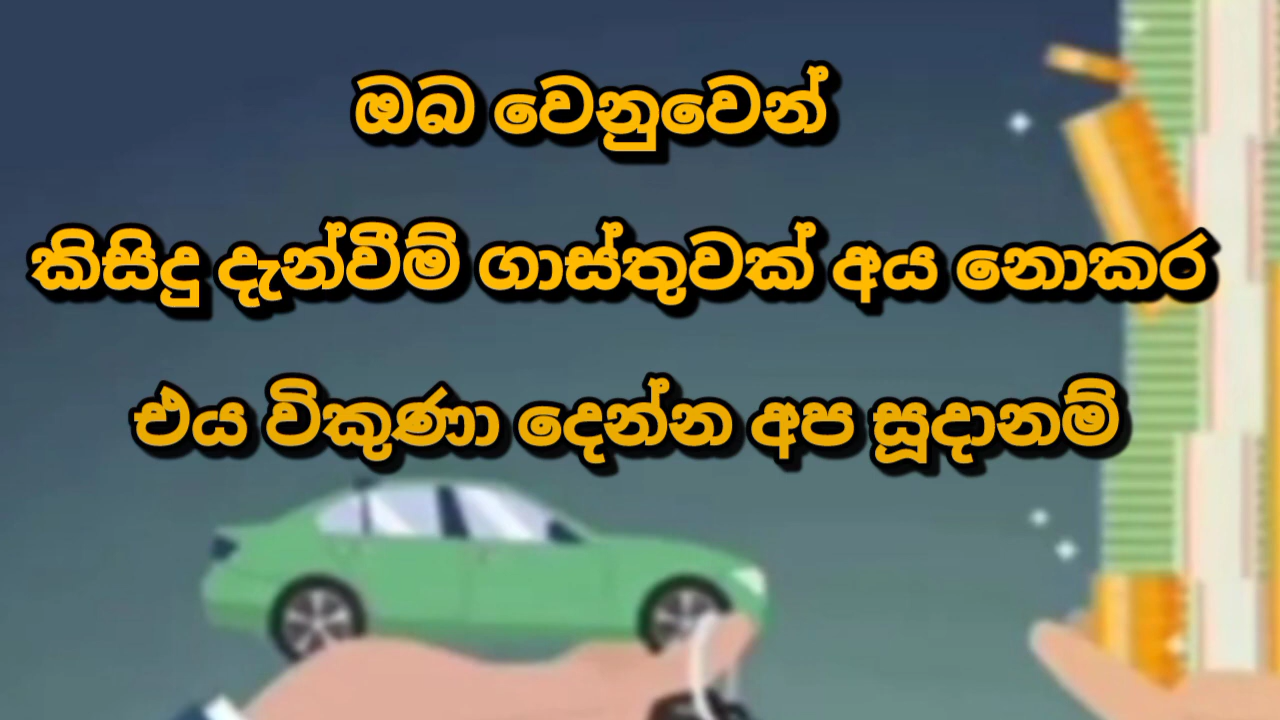 ඔබ වෙනුවෙන්
කිසිදු දැන්වීම් ගාස්තුවක් අය නොකර
එය විකුණා දෙන්න අප සූදානම්